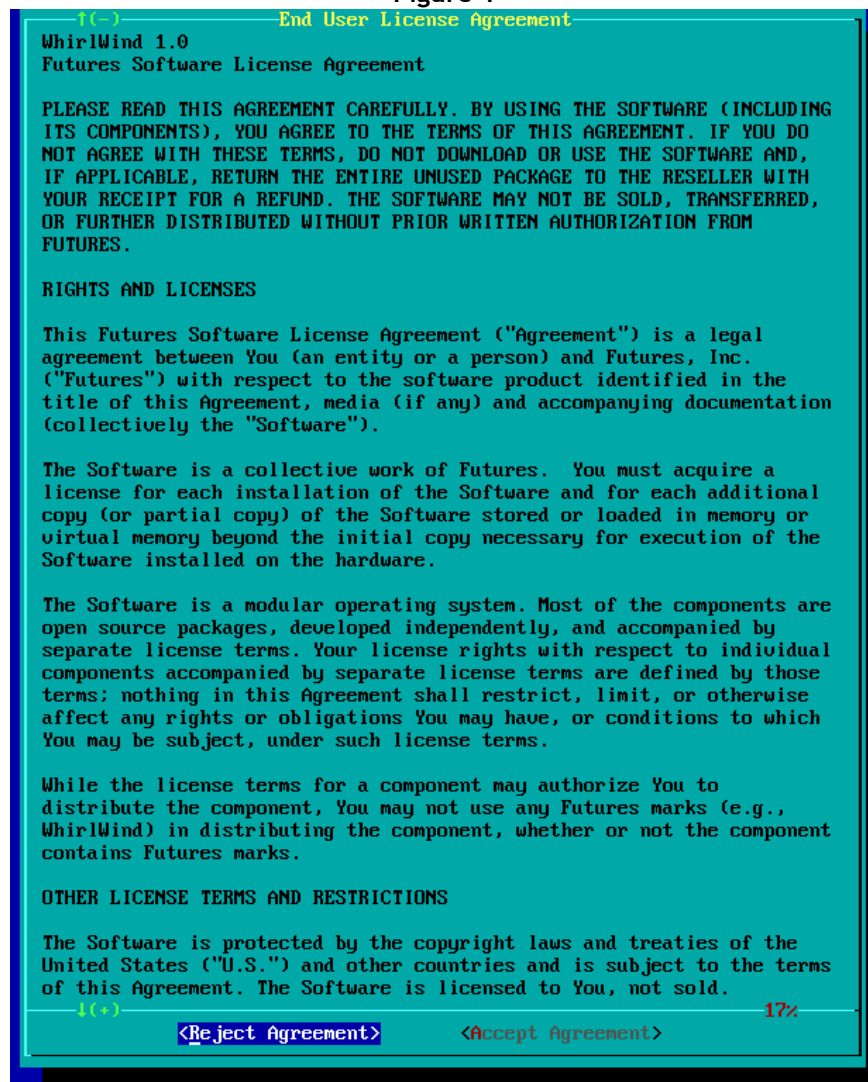 ↑(-) End User License Agreement
WhirlWind 1.0
Futures Software License Agreement
PLEASE READ THIS AGREEMENT CAREFULLY. BY USING THE SOFTWARE (INCLUDING
ITS COMPONENTS), YOU AGREE TO THE TERMS OF THIS AGREEMENT. IF YOU DO
NOT AGREE WITH THESE TERMS, DO NOT DOWNLOAD OR USE THE SOFTWARE AND,
IF APPLICABLE, RETURN THE ENTIRE UNUSED PACKAGE TO THE RESELLER WITH
YOUR RECEIPT FOR A REFUND. THE SOFTWARE MAY NOT BE SOLD, TRANSFERRED,
OR FURTHER DISTRIBUTED WITHOUT PRIOR WRITTEN AUTHORIZATION FROM
FUTURES.
RIGHTS AND LICENSES
This Futures Software License Agreement ("Agreement") is a legal
agreement between You (an entity or a person) and Futures, Inc.
("Futures") with respect to the software product identified in the
title of this Agreement, media (if any) and accompanying documentation
(collectively the "Software").
The Software is a collective work of Futures.  You must acquire a
license for each installation of the Software and for each additional
copy (or partial copy) of the Software stored or loaded in memory or
virtual memory beyond the initial copy necessary for execution of the
Software installed on the hardware.
The Software is a modular operating system. Most of the components are
open source packages, developed independently, and accompanied by
separate license terms. Your license rights with respect to individual
components accompanied by separate license terms are defined by those
terms; nothing in this Agreement shall restrict, limit, or otherwise
affect any rights or obligations You may have, or conditions to which
You may be subject, under such license terms.
While the license terms for a component may authorize You to
distribute the component, You may not use any Futures marks (e.g.,
WhirlWind) in distributing the component, whether or not the component
contains Futures marks.
OTHER LICENSE TERMS AND RESTRICTIONS
The Software is protected by the copyright laws and treaties of the
United States ("U.S.") and other countries and is subject to the terms
of this Agreement. The Software is licensed to You, not sold.
↓(+) 17%
<Reject Agreement> <Accept Agreement>